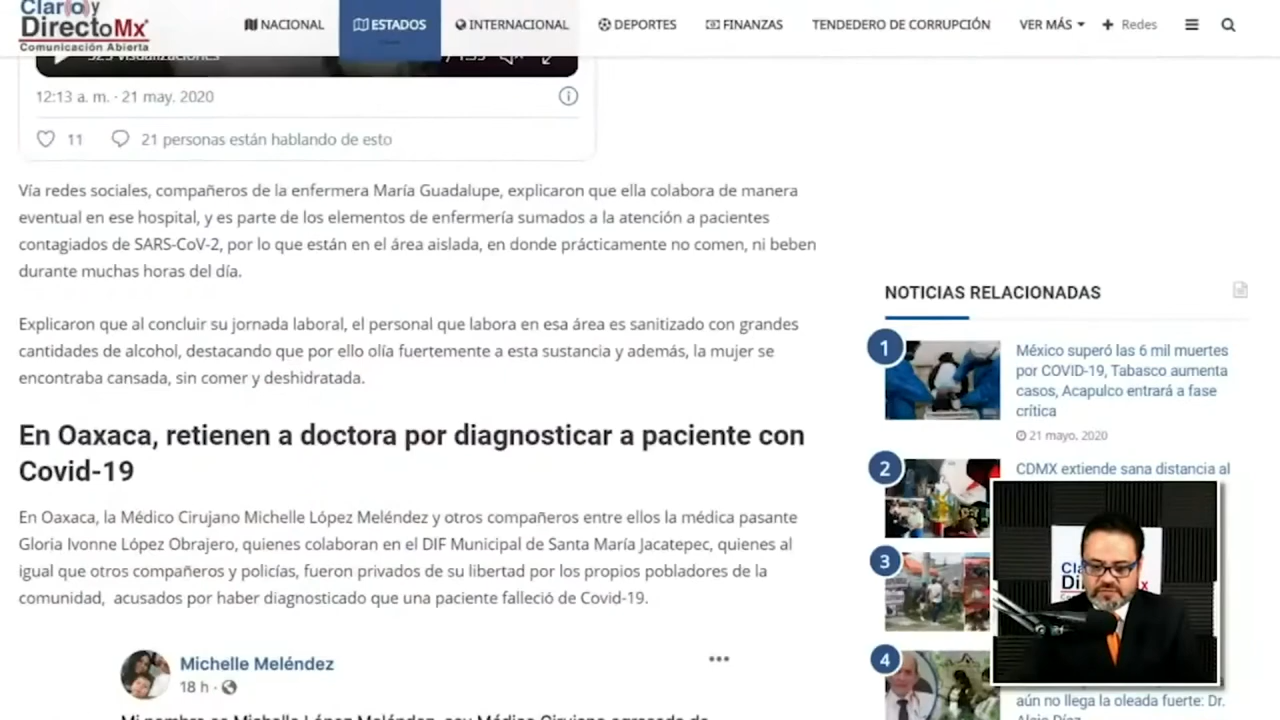 Claro y
DirectoMx
Comunicación Abierta
NACIONAL
ESTADOS
INTERNACIONAL
DEPORTES
FINANZAS
TENDEDERO DE CORRUPCIÓN
VER MÁS
+ Redes
12:13 a. m. · 21 may. 2020
11
21 personas están hablando de esto
Vía redes sociales, compañeros de la enfermera María Guadalupe, explicaron que ella colabora de manera
eventual en ese hospital, y es parte de los elementos de enfermería sumados a la atención a pacientes
contagiados de SARS-CoV-2, por lo que están en el área aislada, en donde prácticamente no comen, ni beben
durante muchas horas del día.
Explicaron que al concluir su jornada laboral, el personal que labora en esa área es sanitizado con grandes
cantidades de alcohol, destacando que por ello olía fuertemente a esta sustancia y además, la mujer se
encontraba cansada, sin comer y deshidratada.
En Oaxaca, retienen a doctora por diagnosticar a paciente con
Covid-19
En Oaxaca, la Médico Cirujano Michelle López Meléndez y otros compañeros entre ellos la médica pasante
Gloria Ivonne López Obrajero, quienes colaboran en el DIF Municipal de Santa María Jacatepec, quienes al
igual que otros compañeros y policías, fueron privados de su libertad por los propios pobladores de la
comunidad, acusados por haber diagnosticado que una paciente falleció de Covid-19.
Michelle Meléndez
18 h ·
Mi nombre es Michelle López Meléndez, soy Médico Cirujano egresada de
NOTICIAS RELACIONADAS
1
México superó las 6 mil muertes
por COVID-19, Tabasco aumenta
casos, Acapulco entrará a fase
crítica
21 mayo, 2020
2
CDMX extiende sana distancia al
3
4
aún no llega la oleada fuerte: Dr.